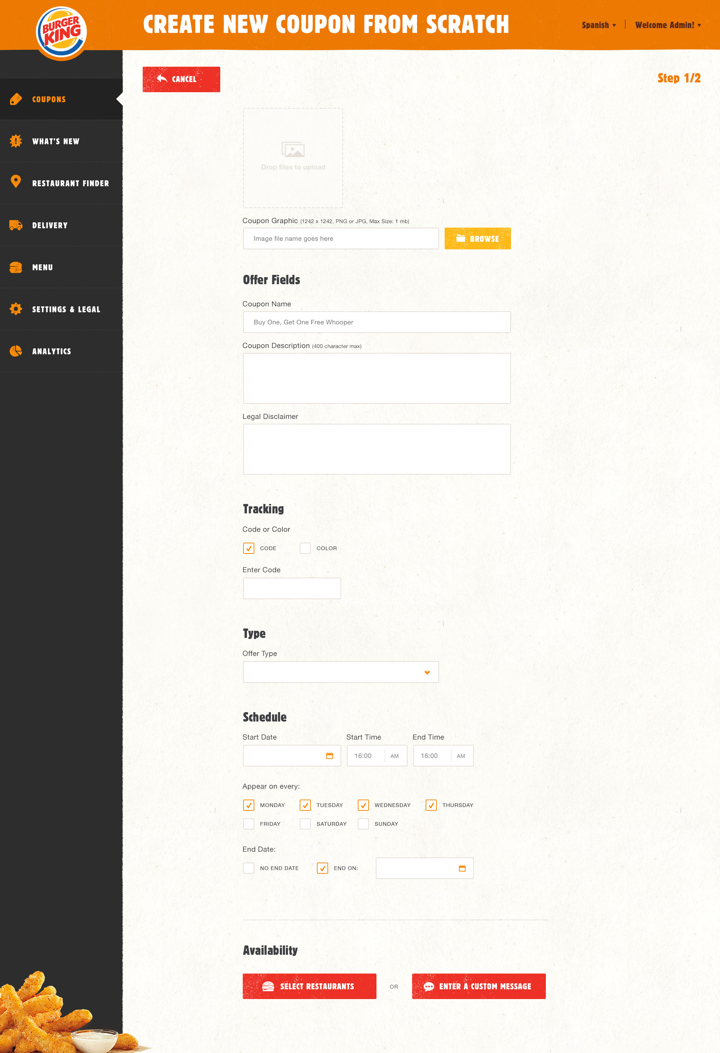 BURGER
KING
CREATE NEW COUPON FROM SCRATCH
Spanish
Welcome Admin!
CANCEL
Step 1/2
COUPONS
WHAT'S NEW
RESTAURANT FINDER
DELIVERY
MENU
SETTINGS & LEGAL
ANALYTICS
Drop files to upload
Coupon Graphic (1242 x 1242, PNG or JPG, Max Size: 1 mb)
Image file name goes here
BROWSE
Offer Fields
Coupon Name
Buy One, Get One Free Whooper
Coupon Description (400 character max)
Legal Disclaimer
Tracking
Code or Color
CODE COLOR
Enter Code
Type
Offer Type
Schedule
Start Date Start Time End Time
16:00 AM 16:00 AM
Appear on every:
MONDAY TUESDAY WEDNESDAY THURSDAY
FRIDAY SATURDAY SUNDAY
End Date:
NO END DATE END ON:
Availability
SELECT RESTAURANTS OR ENTER A CUSTOM MESSAGE